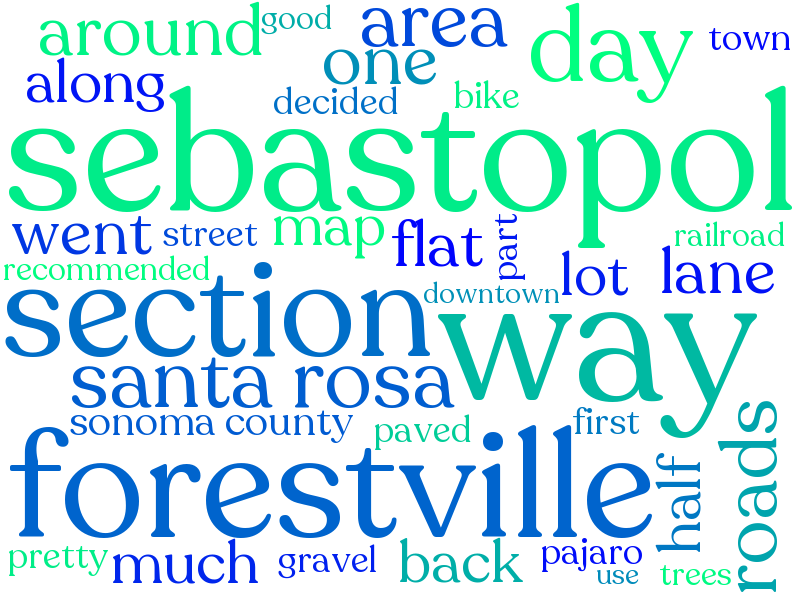 around good area day town
along one decided bike
sebastopol
went street map flat part railroad
recommended downtown lot lane
section way
santa rosa
sonoma county paved first
forestville half roads
pretty much gravel back pajaro use trees